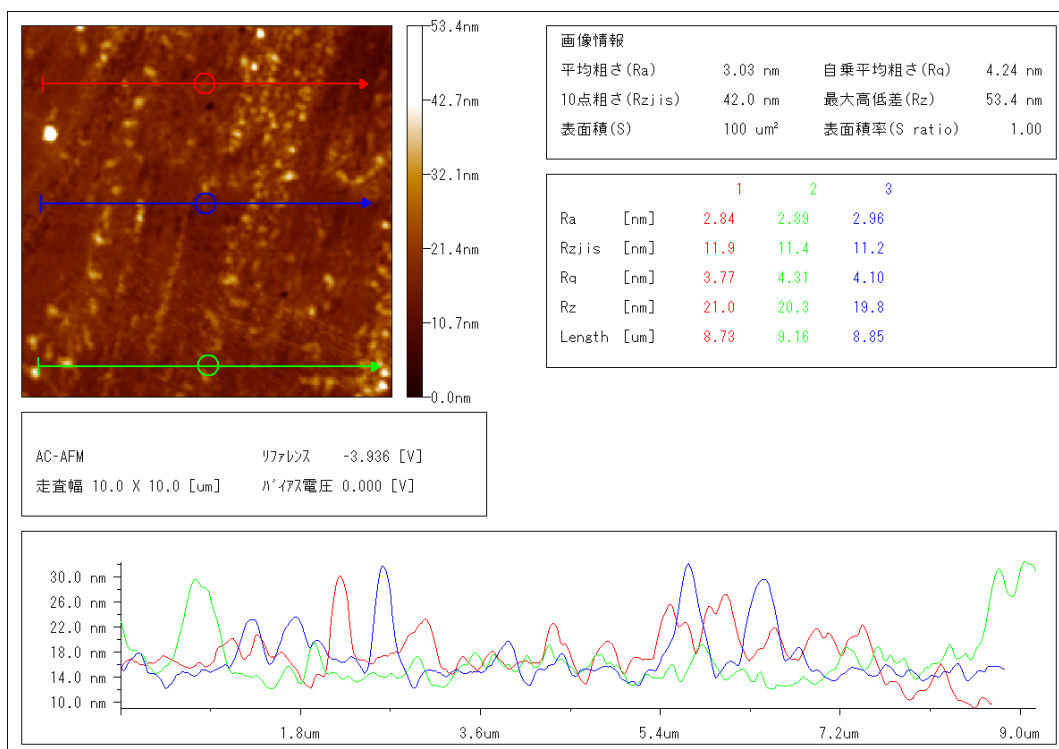 53.4nm
42.7nm
32.1nm
21.4nm
10.7nm
0.0nm
画像情報
平均粗さ(Ra) 3.03 nm 自乗平均粗さ(Rq) 4.24 nm
10点粗さ(Rzjis) 42.0 nm 最大高低差(Rz) 53.4 nm
表面積(S) 100 um² 表面積率(S ratio) 1.00
1 2 3
Ra [nm] 2.84 2.89 2.96
Rzjis [nm] 11.9 11.4 11.2
Rq [nm] 3.77 4.31 4.10
Rz [nm] 21.0 20.3 19.8
Length [um] 8.73 9.16 8.85
AC-AFM ﾘﾌｧﾚﾝｽ -3.936 [V]
走査幅 10.0 X 10.0 [um] ﾊﾞｲｱｽ電圧 0.000 [V]
30.0 nm
26.0 nm
22.0 nm
18.0 nm
14.0 nm
10.0 nm
1.8um 3.6um 5.4um 7.2um 9.0um